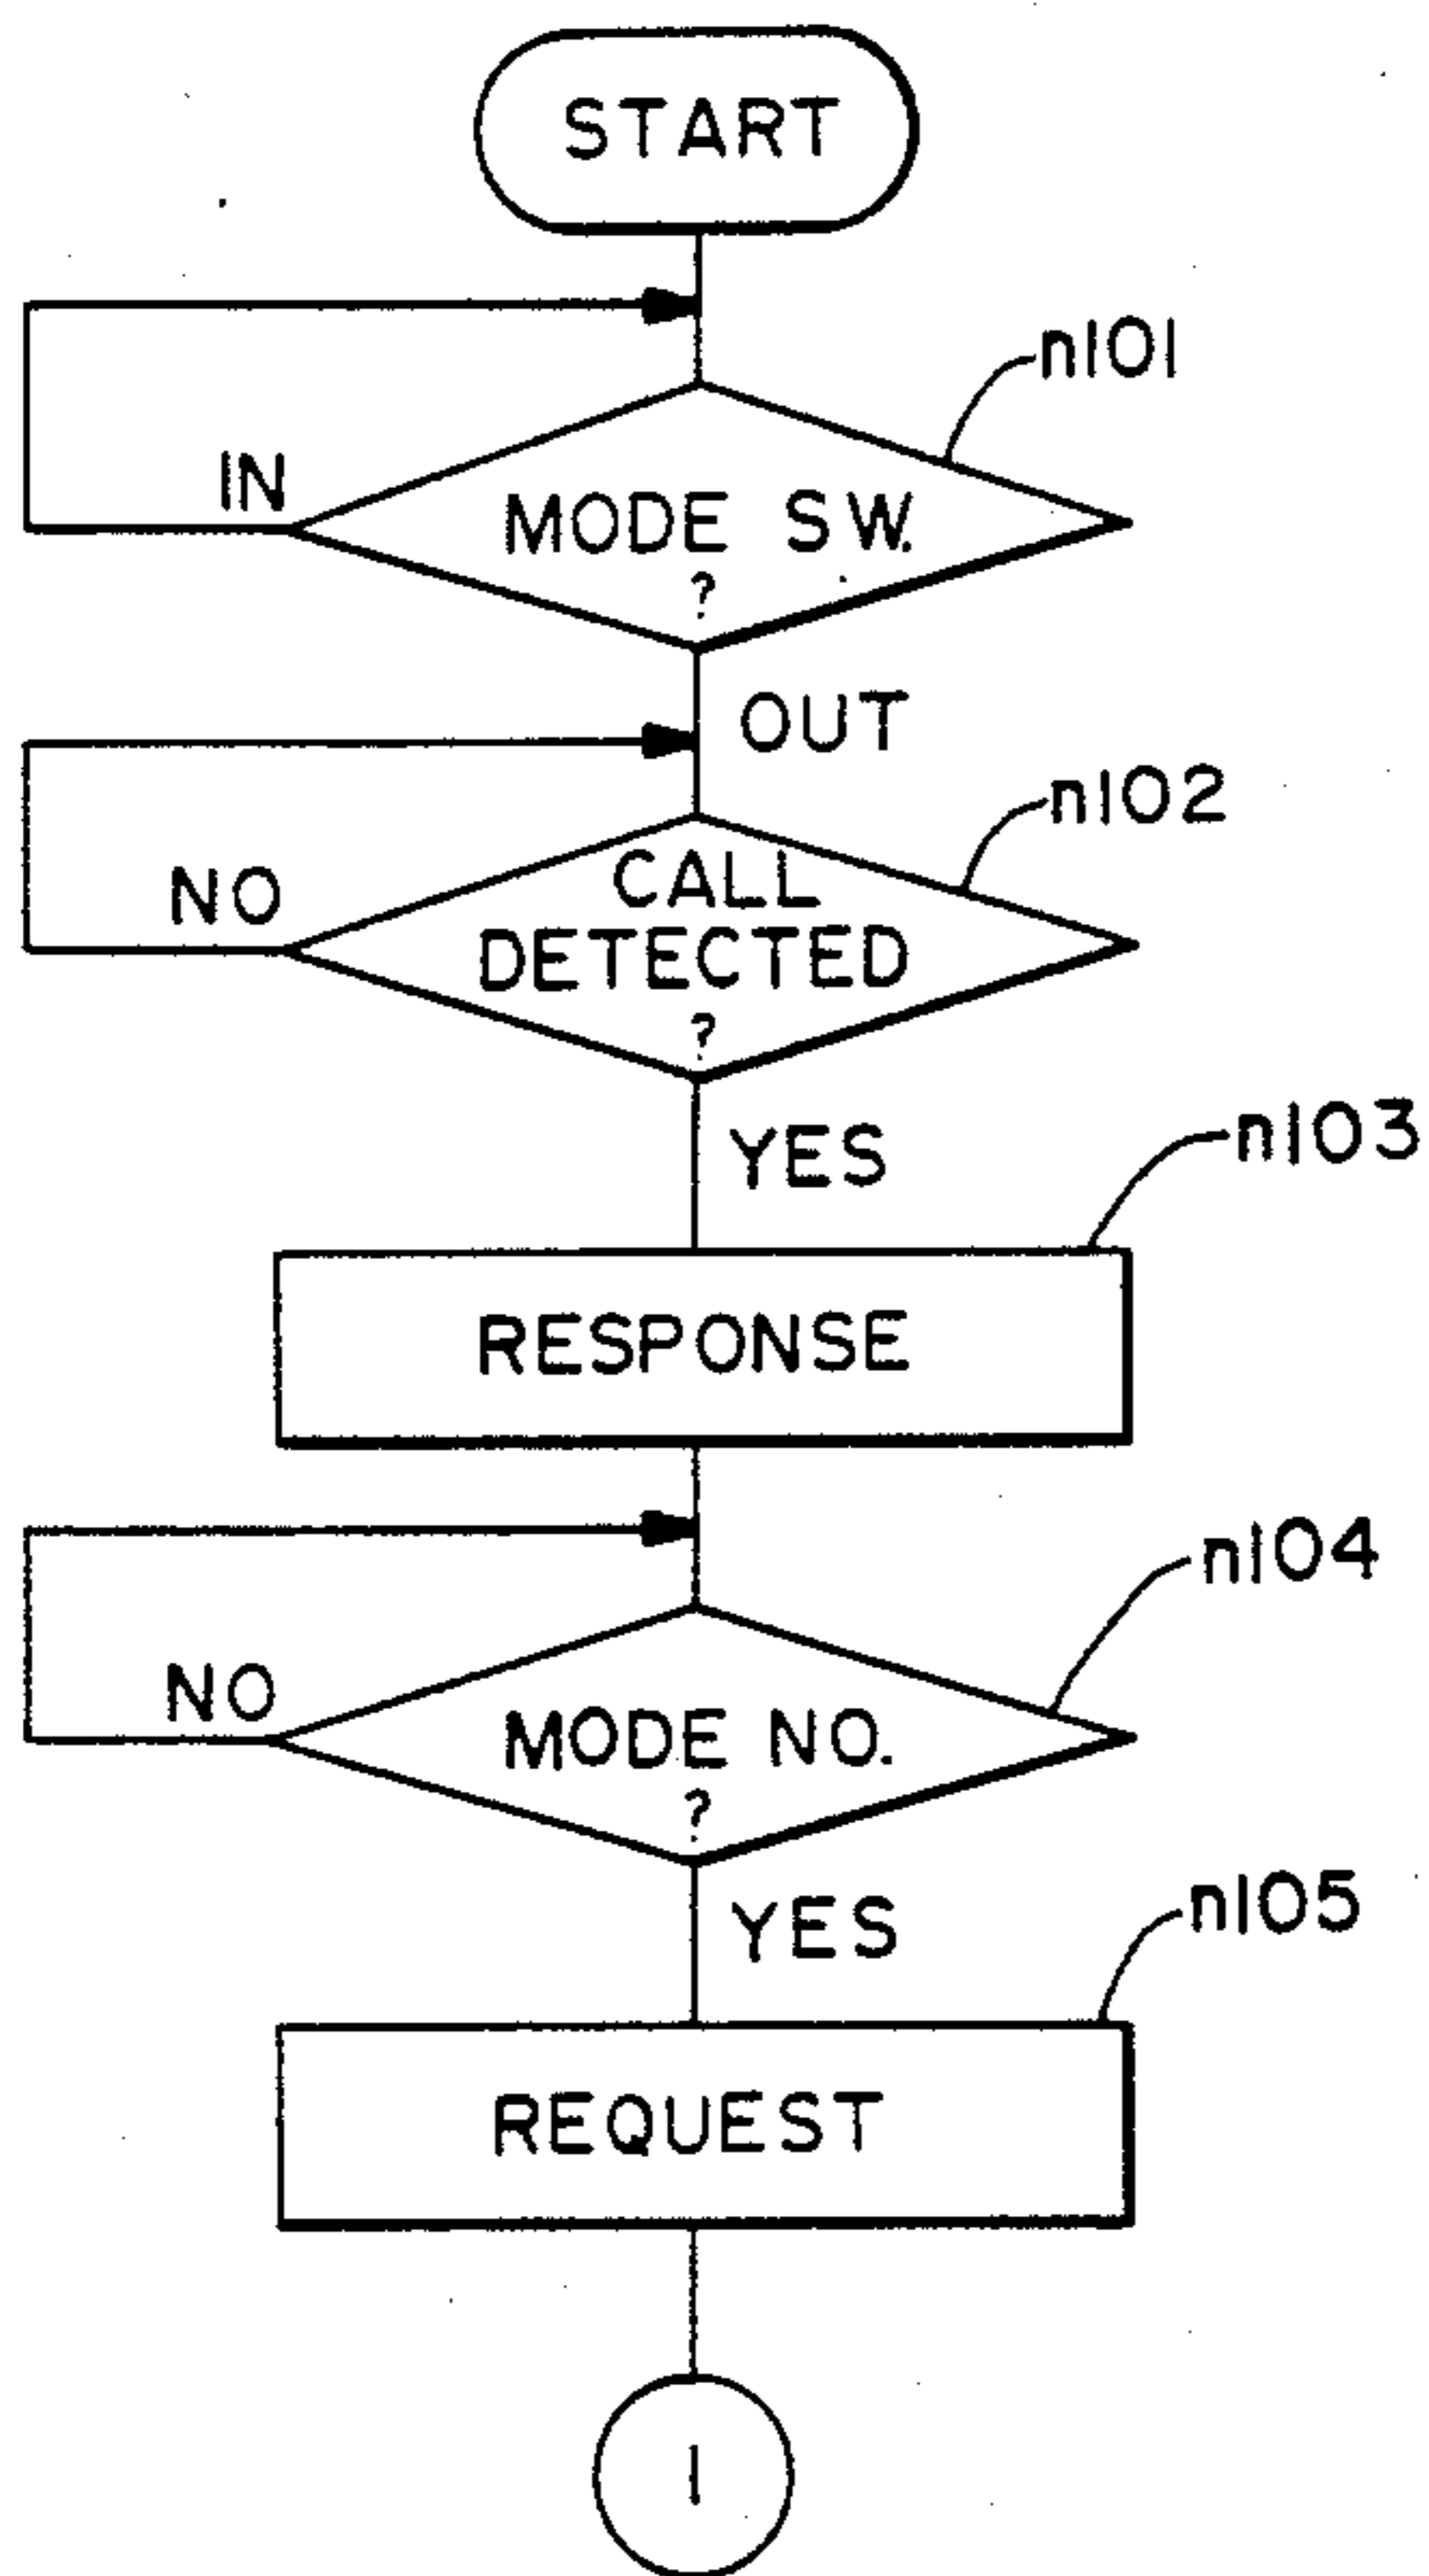 START
n101
IN
MODE SW.
?
OUT
n102
NO
CALL
DETECTED
?
YES
n103
RESPONSE
n104
NO
MODE NO.
?
YES
n105
REQUEST
1